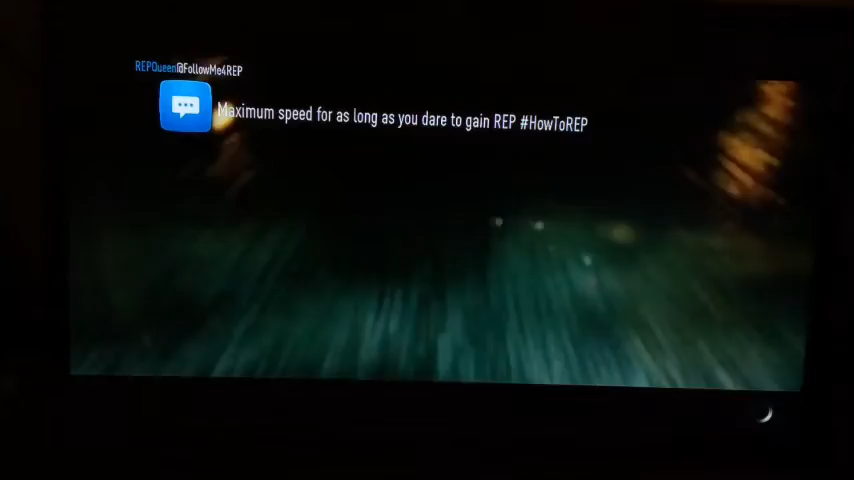 REPQueen@FollowMe4REP
Maximum speed for as long as you dare to gain REP #HowToREP